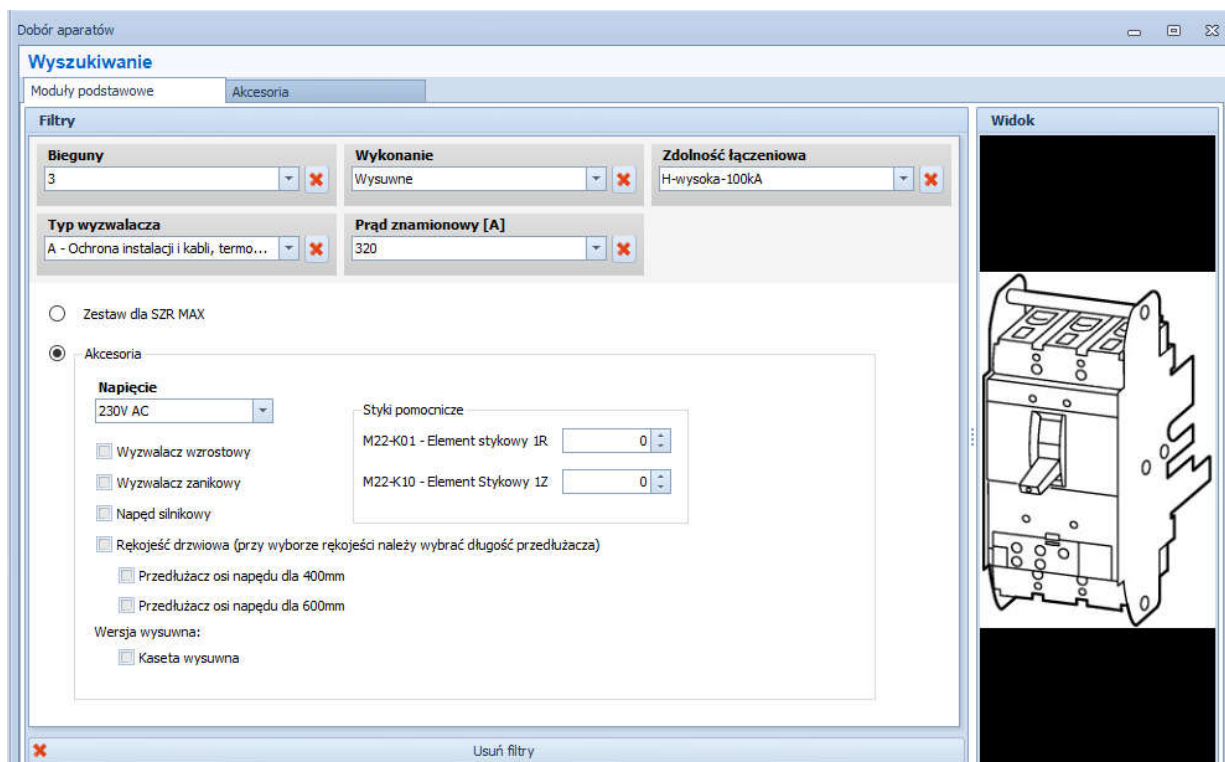 Dobór aparatów
Wyszukiwanie
Moduły podstawowe Akcesoria
Filtry
Widok
Bieguny Wykonanie Zdolność łączeniowa
3 Wysuwne H-wysoka-100kA
Typ wyzwalacza Prąd znamionowy [A]
A - Ochrona instalacji i kabli, termo... 320
Zestaw dla SZR MAX
Akcesoria
Napięcie
230V AC
Styki pomocnicze
M22-K01 - Element stykowy 1R 0
M22-K10 - Element Stykowy 1Z 0
Wyzwalacz wzrostowy
Wyzwalacz zanikowy
Napęd silnikowy
Rękojeść drzwiowa (przy wyborze rękojeści należy wybrać długość przedłużacza)
Przedłużacz osi napędu dla 400mm
Przedłużacz osi napędu dla 600mm
Wersja wysuwna:
Kaseta wysuwna
Usuń filtry